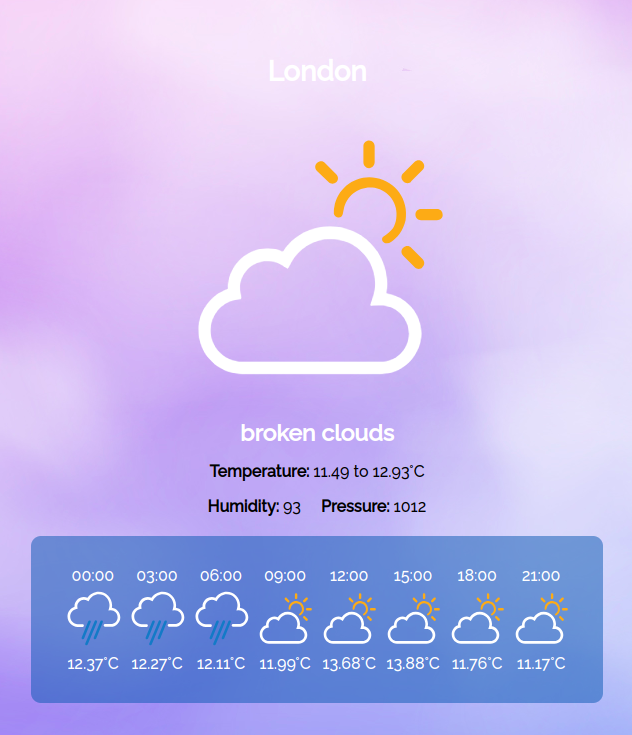 London
broken clouds
Temperature: 11.49 to 12.93°C
Humidity: 93 Pressure: 1012
00:00 03:00 06:00 09:00 12:00 15:00 18:00 21:00
12.37°C 12.27°C 12.11°C 11.99°C 13.68°C 13.88°C 11.76°C 11.17°C